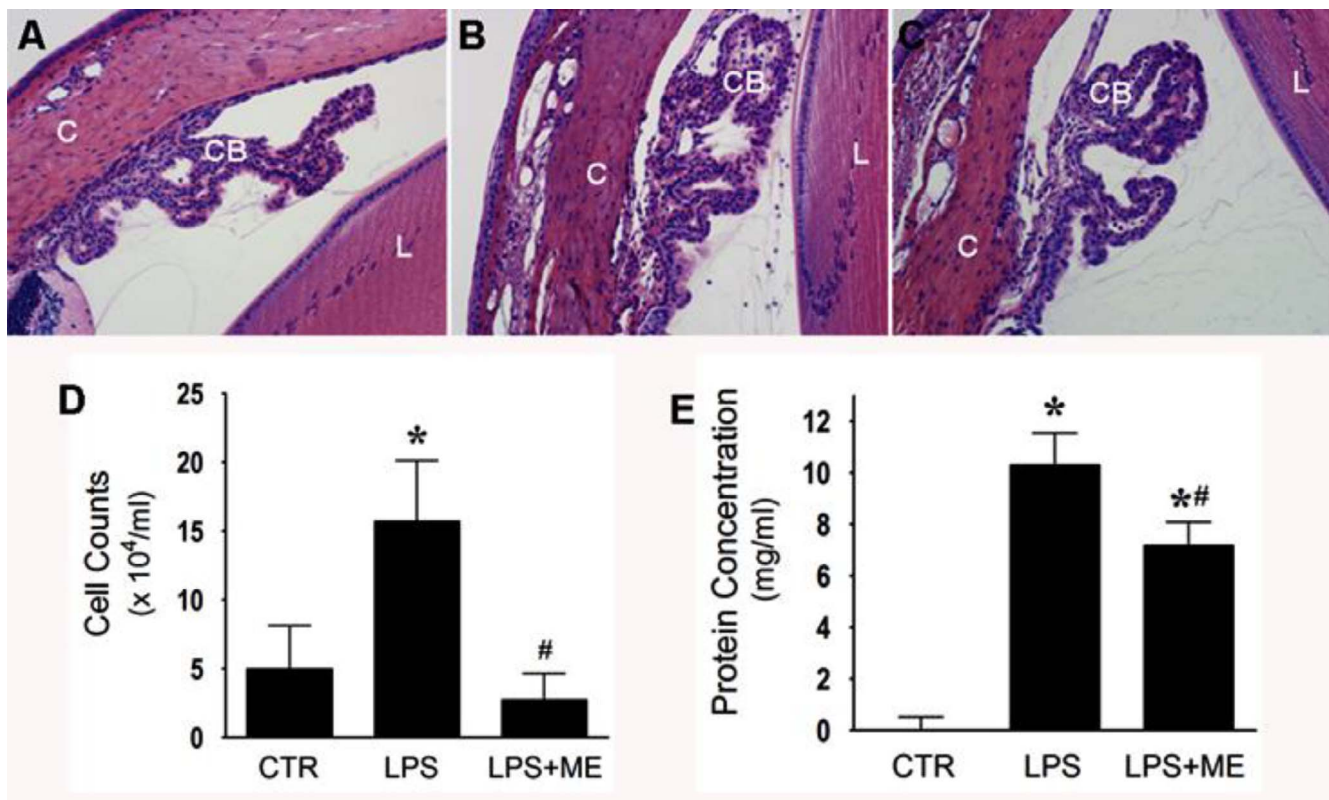 A
C
CB
L
B
C
CB
L
C
C
CB
L
D
Cell Counts
(x 10⁴/ml)
25
20
15
10
5
0
*
#
CTR
LPS
LPS+ME
E
Protein Concentration
(mg/ml)
12
10
8
6
4
2
0
*
*#
CTR
LPS
LPS+ME